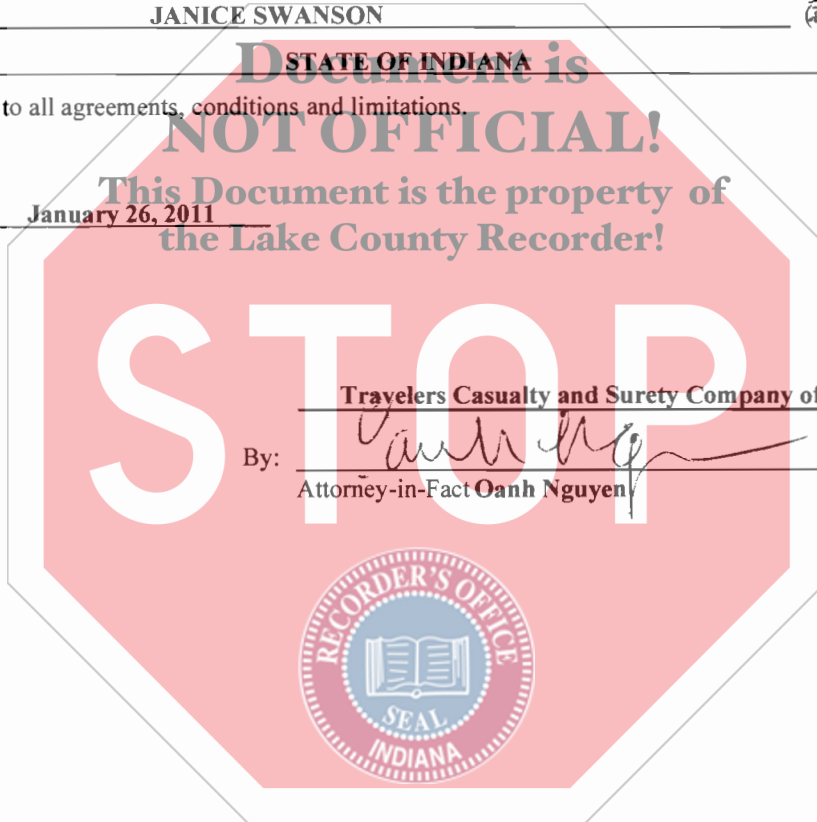 JANICE SWANSON
STATE OF INDIANA
Document is
to all agreements, conditions and limitations.
NOT OFFICIAL!
This Document is the property of
January 26, 2011
the Lake County Recorder!
STOP
Travelers Casualty and Surety Company of
By:
Attorney-in-Fact Oanh Nguyen
RECORDER'S OFFICE
SEAL
INDIANA